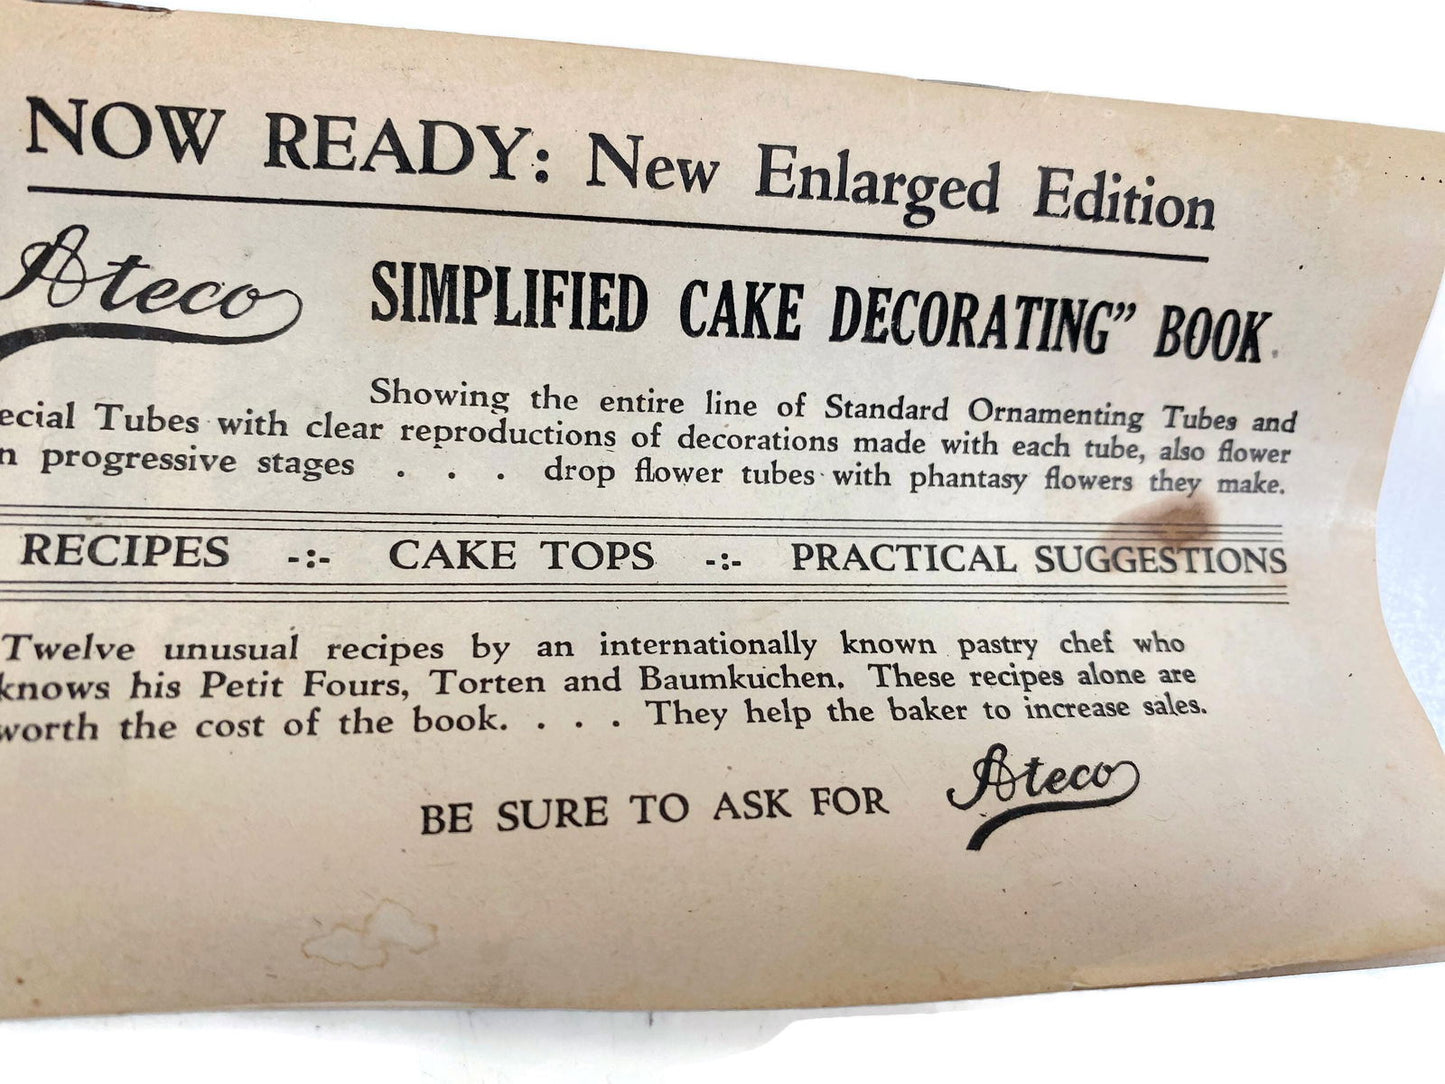 NOW READY: New Enlarged Edition
Ateco SIMPLIFIED CAKE DECORATING” BOOK
Showing the entire line of Standard Ornamenting Tubes and
ecial Tubes with clear reproductions of decorations made with each tube, also flower
n progressive stages . . . drop flower tubes with phantasy flowers they make.
RECIPES -:- CAKE TOPS -:- PRACTICAL SUGGESTIONS
Twelve unusual recipes by an internationally known pastry chef who
knows his Petit Fours, Torten and Baumkuchen. These recipes alone are
worth the cost of the book. . . . . They help the baker to increase sales.
BE SURE TO ASK FOR Ateco